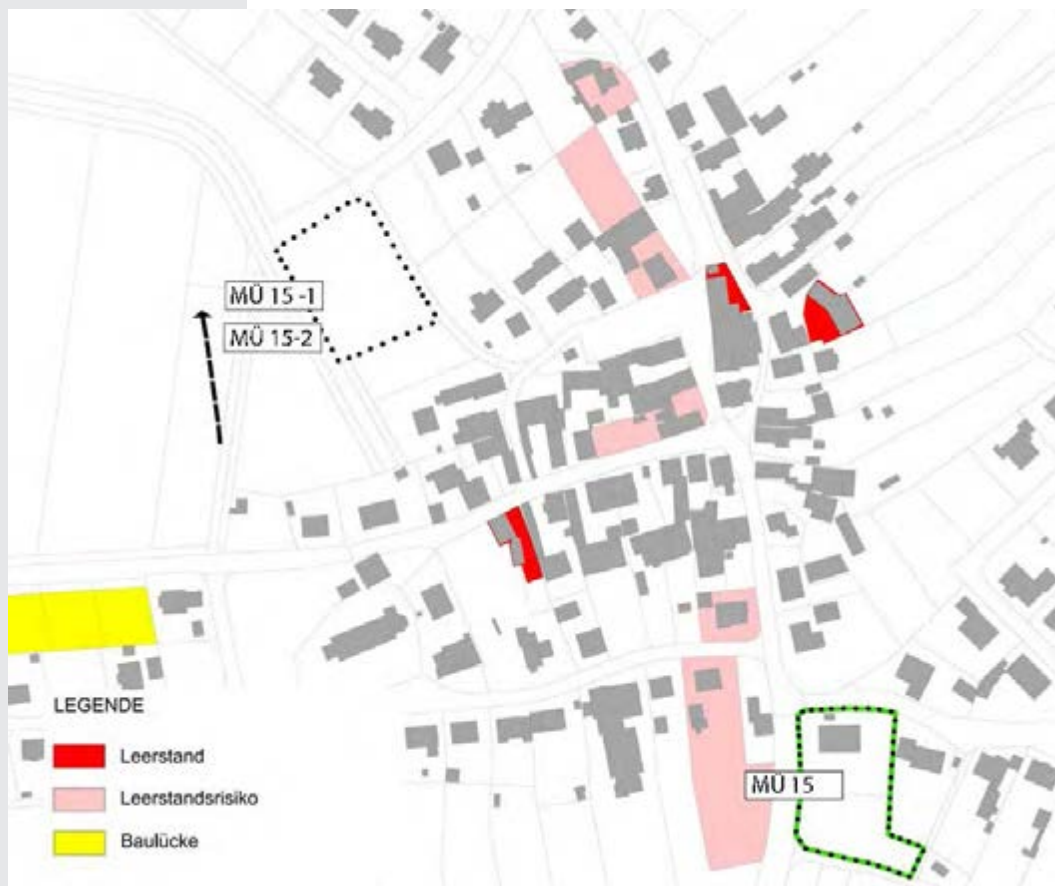 MÜ 15 -1
MÜ 15-2
LEGENDE
Leerstand
Leerstandsrisiko
Baulücke
MÜ 15